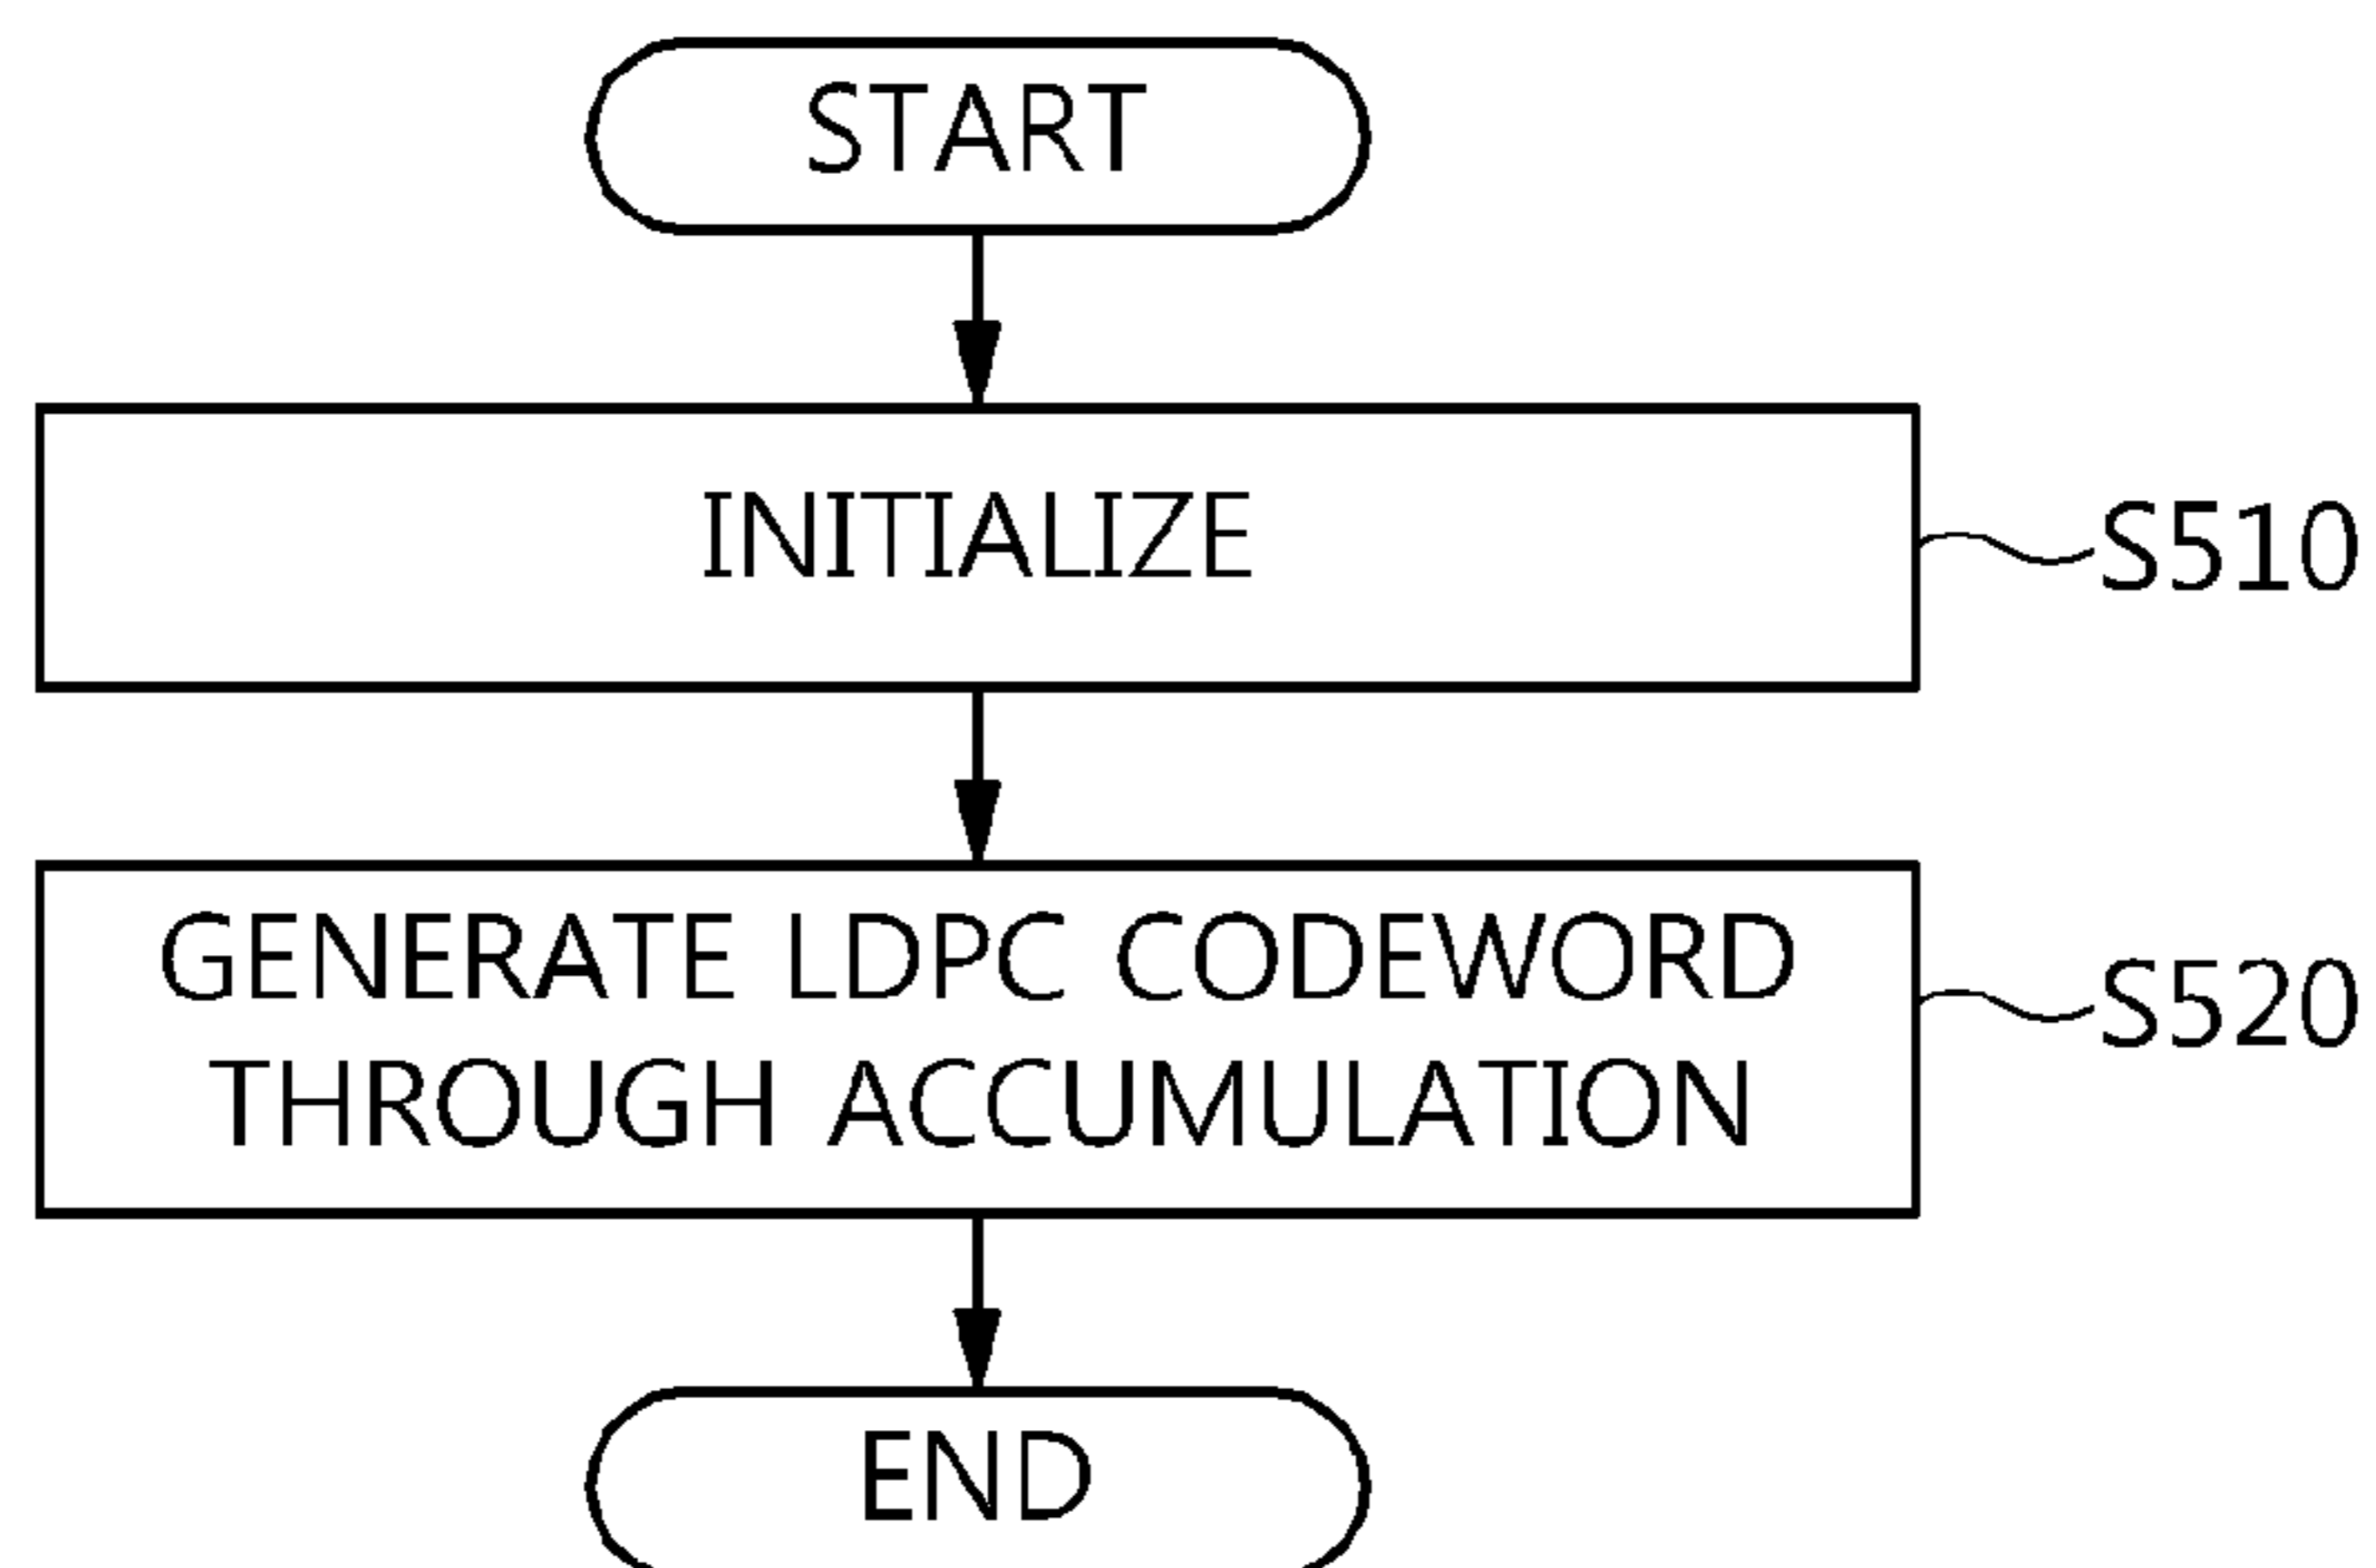 START
INITIALIZE
S510
GENERATE LDPC CODEWORD
THROUGH ACCUMULATION
S520
END